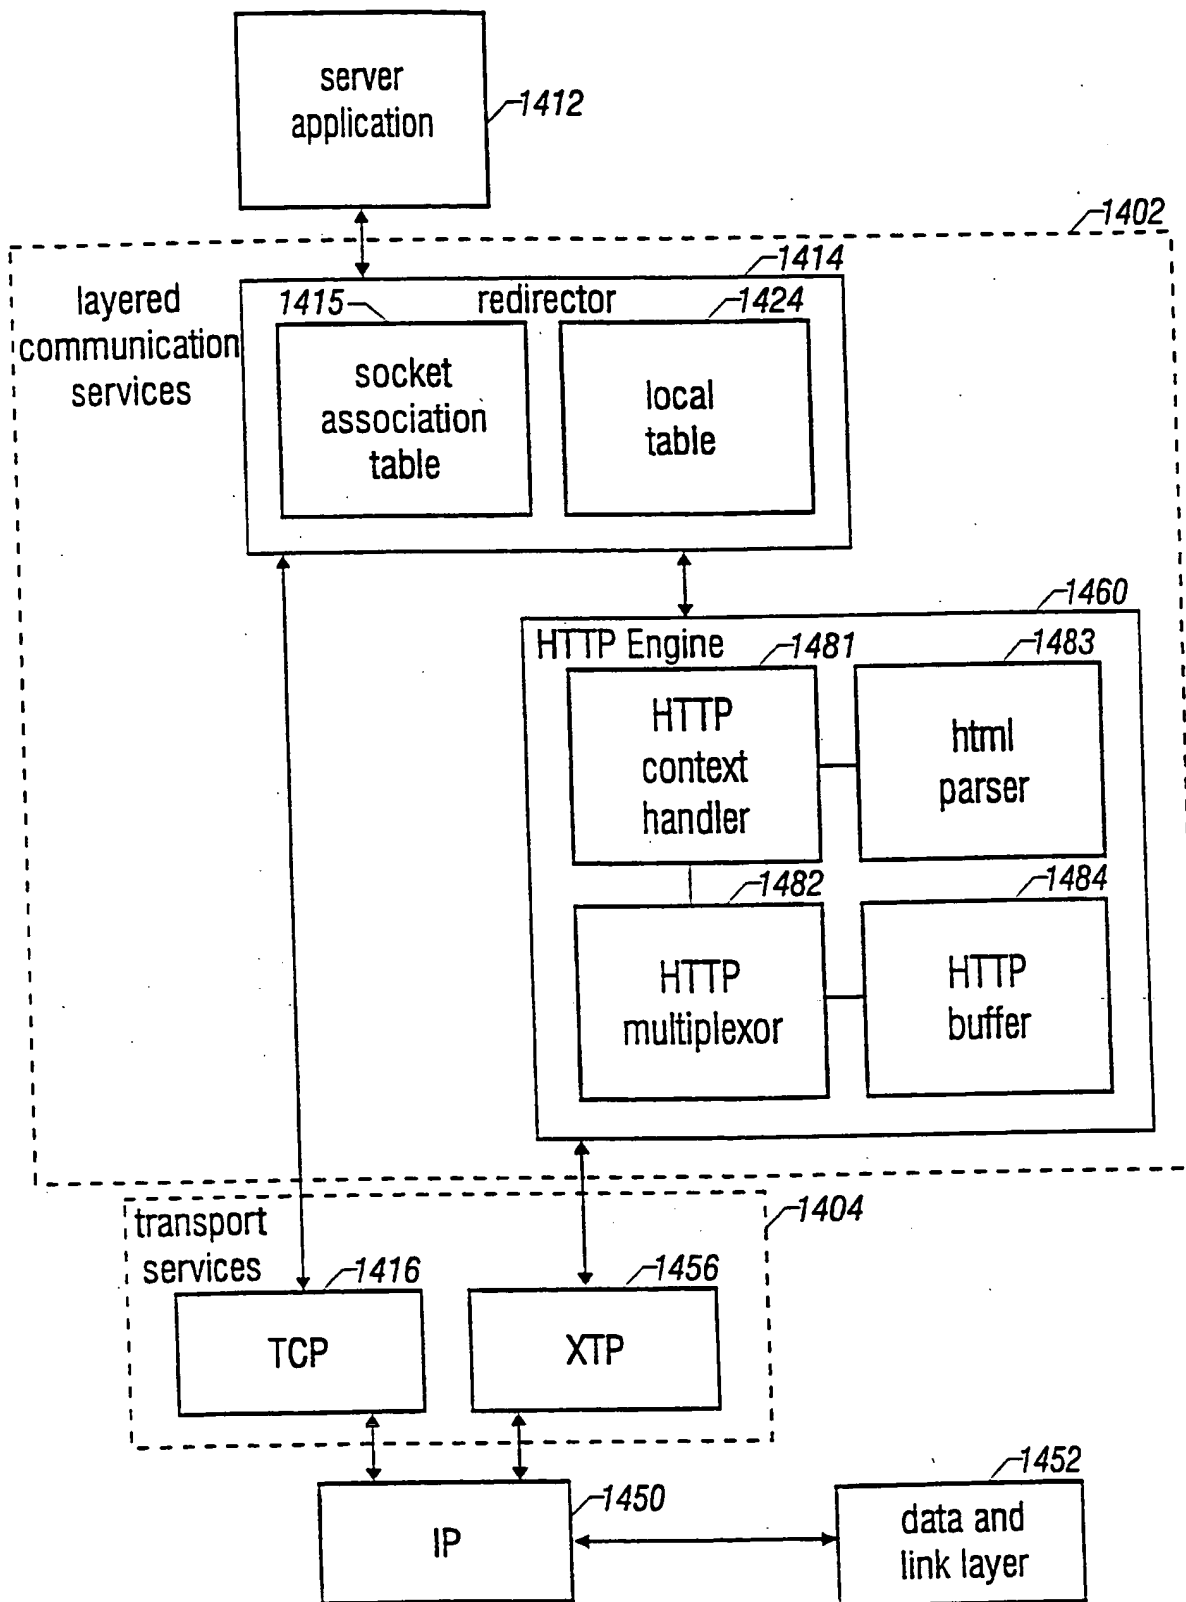 server
application
1412
1402
layered
communication
services
1414
1415
redirector
1424
socket
association
table
local
table
1460
HTTP Engine
1481
1483
HTTP
context
handler
html
parser
1482
1484
HTTP
multiplexor
HTTP
buffer
1404
transport
services
1416
1456
TCP
XTP
1450
1452
IP
data and
link layer